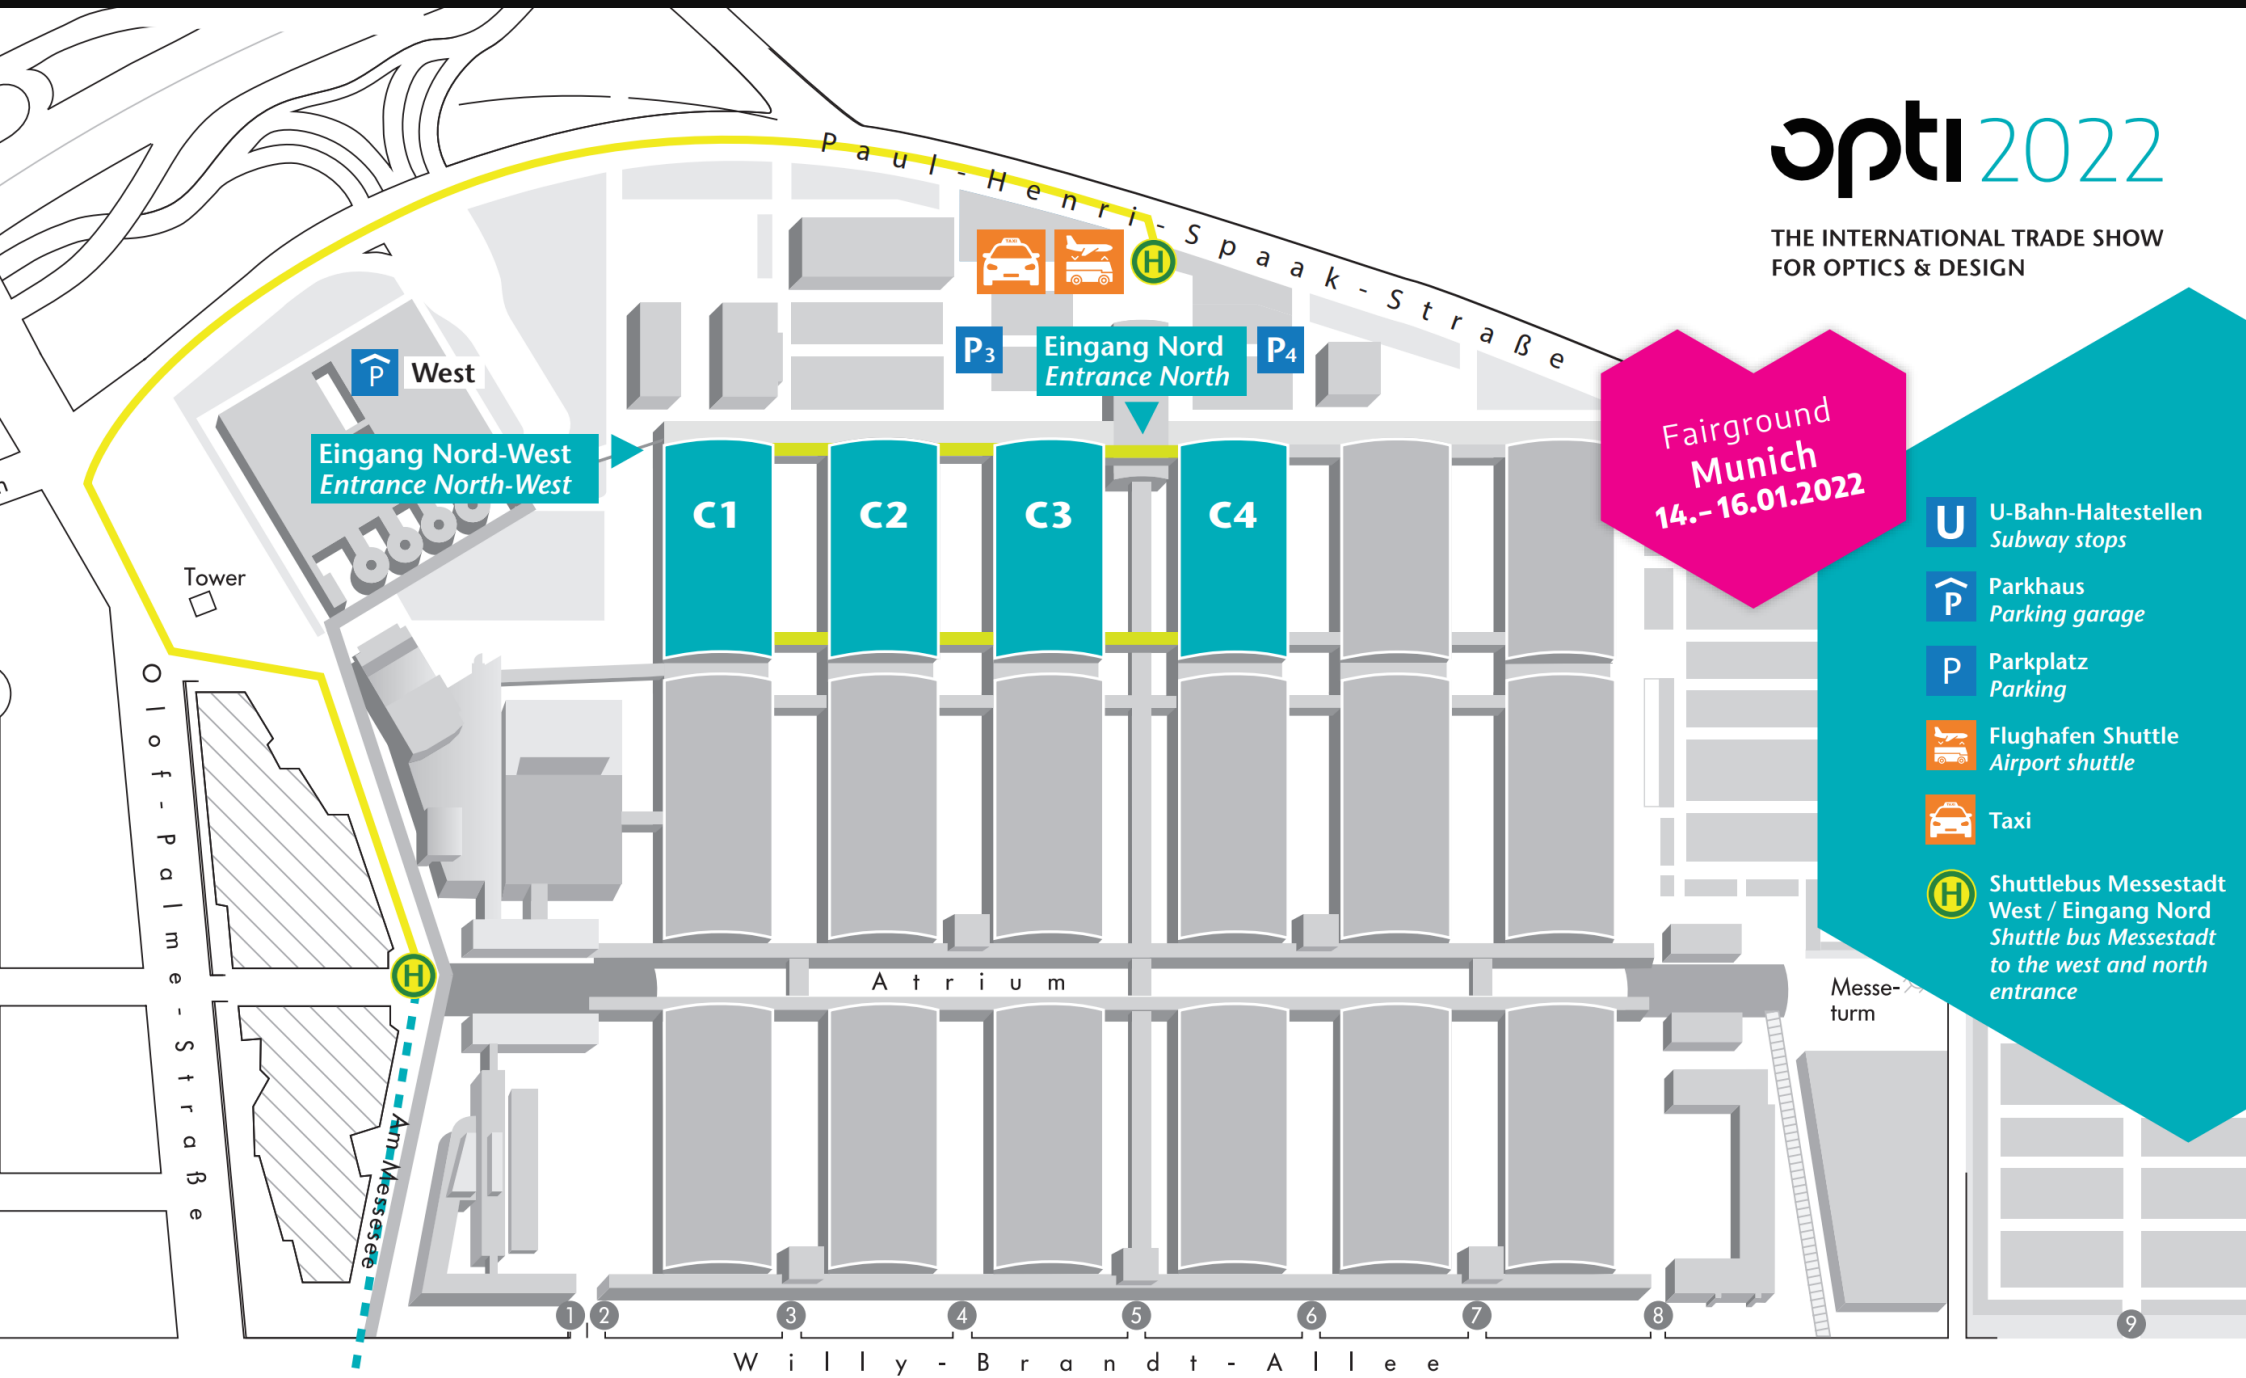 opti 2022
THE INTERNATIONAL TRADE SHOW
FOR OPTICS & DESIGN
Paul-Henri-Spaak-Straße
H
TAXI
P3
Eingang Nord
Entrance North
P4
P
West
Eingang Nord-West
Entrance North-West
Fairground
Munich
14.–16.01.2022
C1
C2
C3
C4
Tower
Olof-Palme-Straße
H
Atrium
Am Messesee
Messe-
turm
U
U-Bahn-Haltestellen
Subway stops
P
Parkhaus
Parking garage
P
Parkplatz
Parking
Flughafen Shuttle
Airport shuttle
TAXI
Taxi
H
Shuttlebus Messestadt
West / Eingang Nord
Shuttle bus Messestadt
to the west and north
entrance
1
2
3
4
5
6
7
8
9
Willy-Brandt-Allee